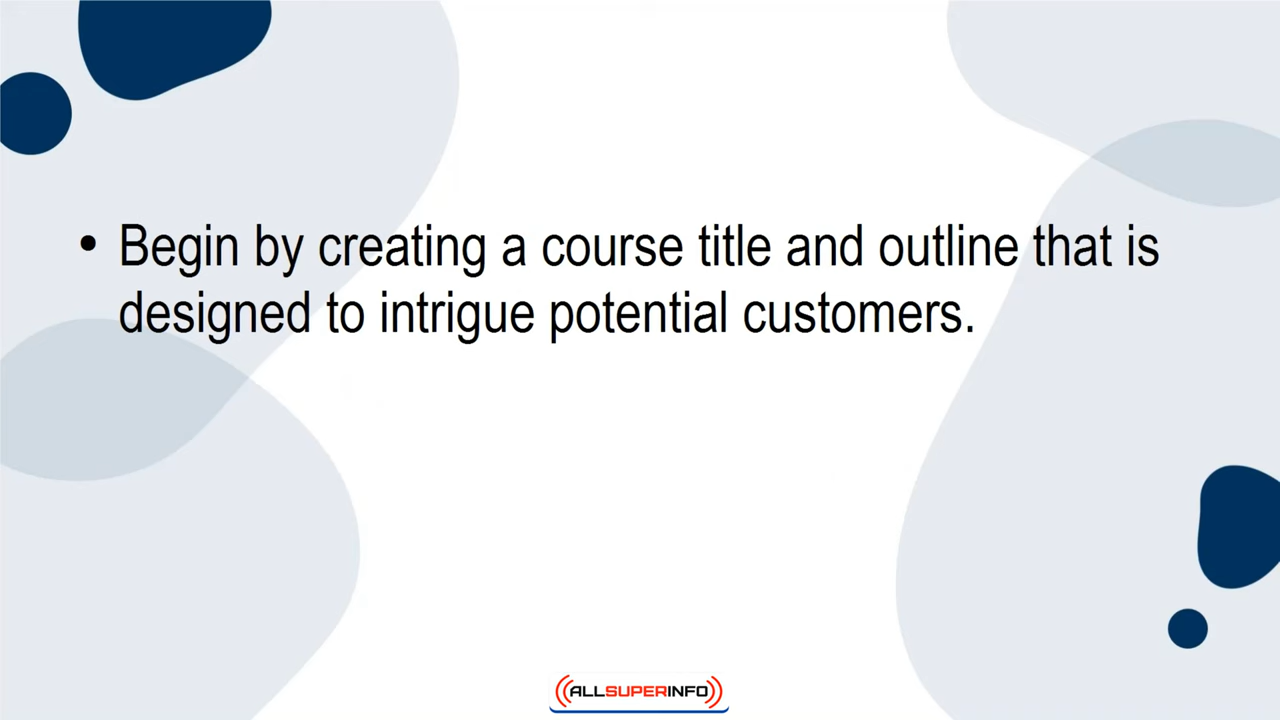 • Begin by creating a course title and outline that is
designed to intrigue potential customers.
ALLSUPERINFO